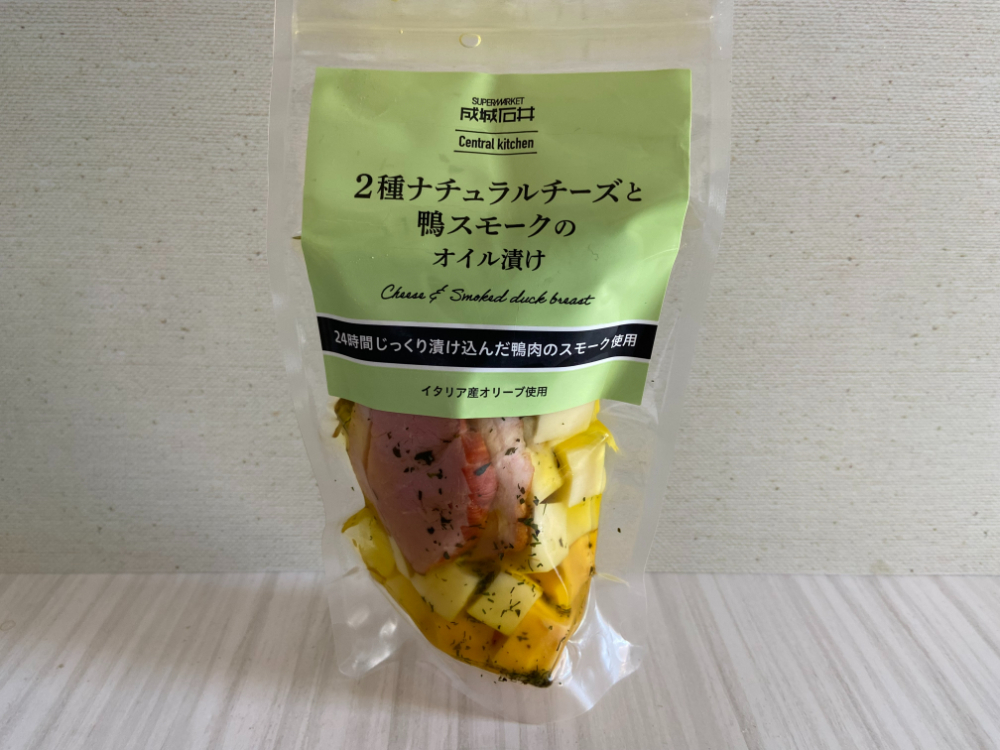 SUPERMARKET
成城石井
Central kitchen
2種ナチュラルチーズと
鴨スモークの
オイル漬け
Cheese & Smoked duck breast
24時間じっくり漬け込んだ鴨肉のスモーク使用
イタリア産オリーブ使用